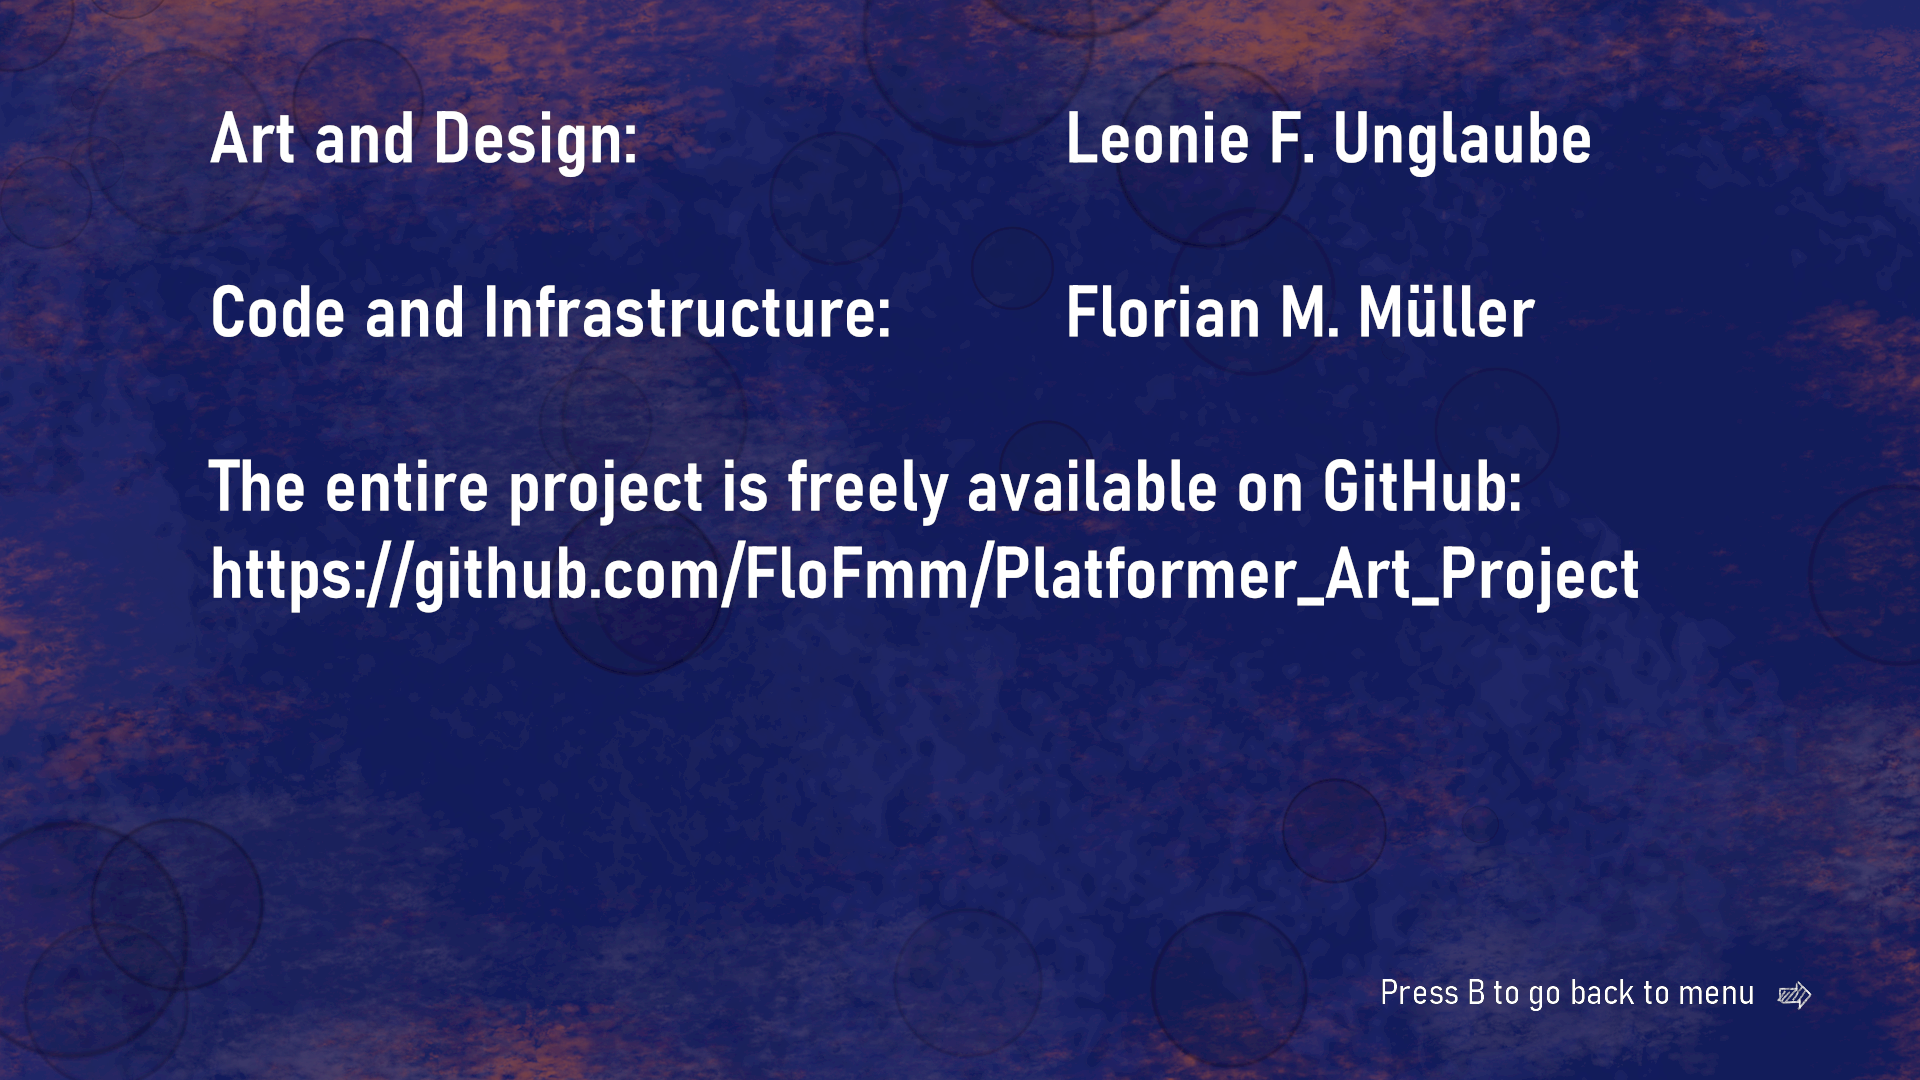 Art and Design: Leonie F. Unglaube
Code and Infrastructure: Florian M. Müller
The entire project is freely available on GitHub:
https://github.com/FloFmm/Platformer_Art_Project
Press B to go back to menu